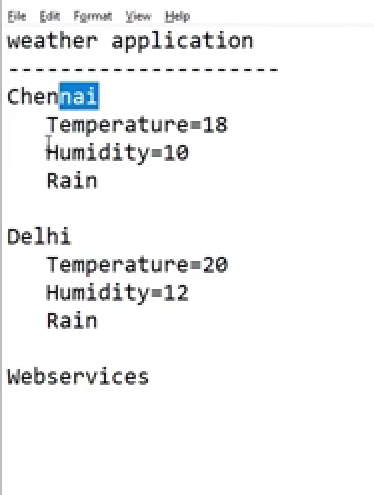 File Edit Format View Help
weather application
---------------------
Chennai
Temperature=18
Humidity=10
Rain
Delhi
Temperature=20
Humidity=12
Rain
Webservices